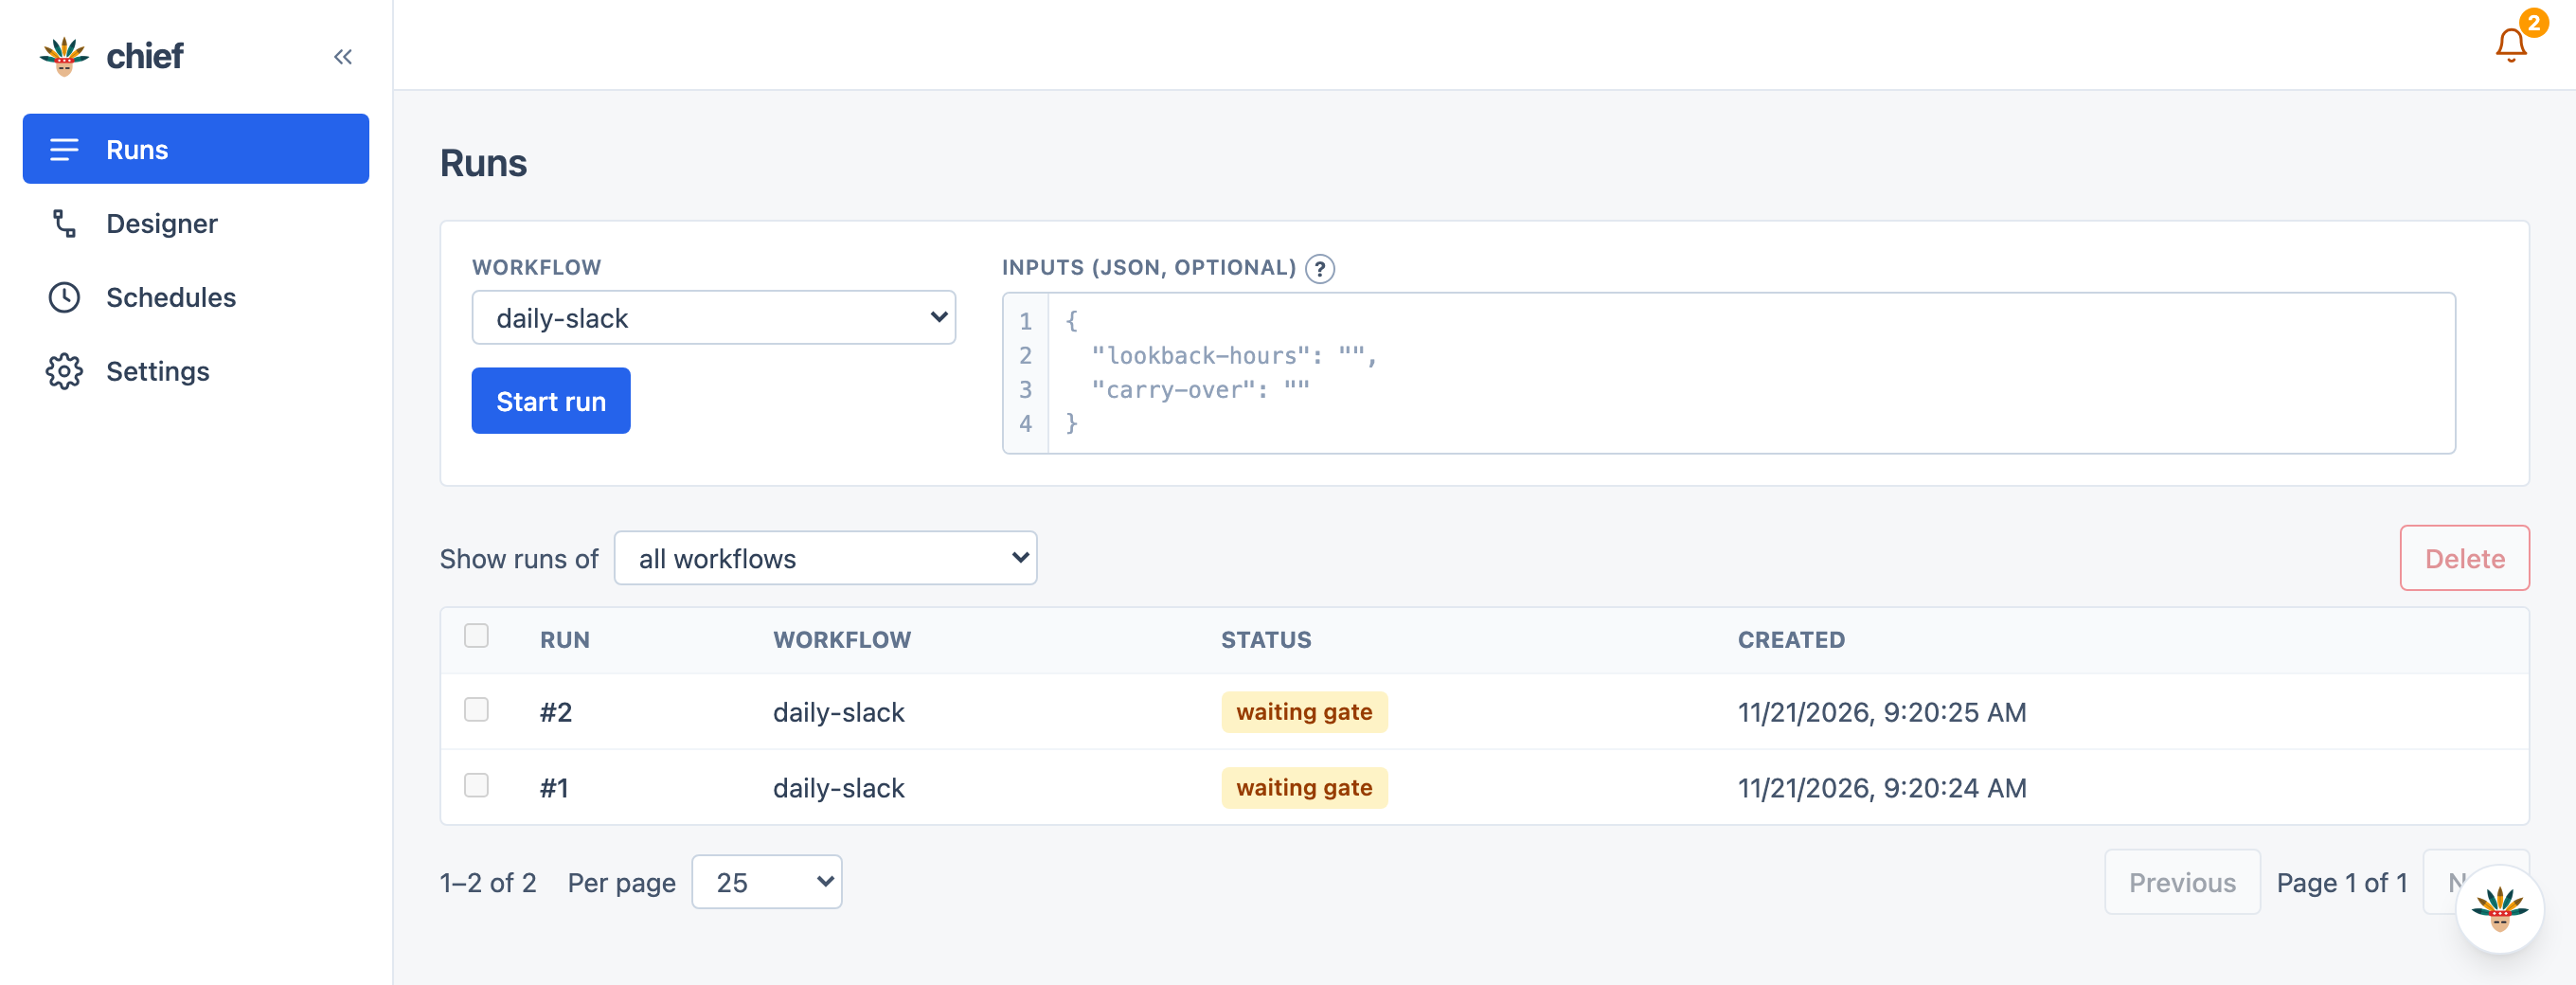 chief
2
Runs
Designer
Schedules
Settings
Runs
WORKFLOW
INPUTS (JSON, OPTIONAL) ?
daily-slack
Start run
1 {
2 "lookback-hours": "",
3 "carry-over": ""
4 }
Show runs of all workflows
Delete
RUN WORKFLOW STATUS CREATED
#2 daily-slack waiting gate 11/21/2026, 9:20:25 AM
#1 daily-slack waiting gate 11/21/2026, 9:20:24 AM
1–2 of 2 Per page 25 Previous Page 1 of 1